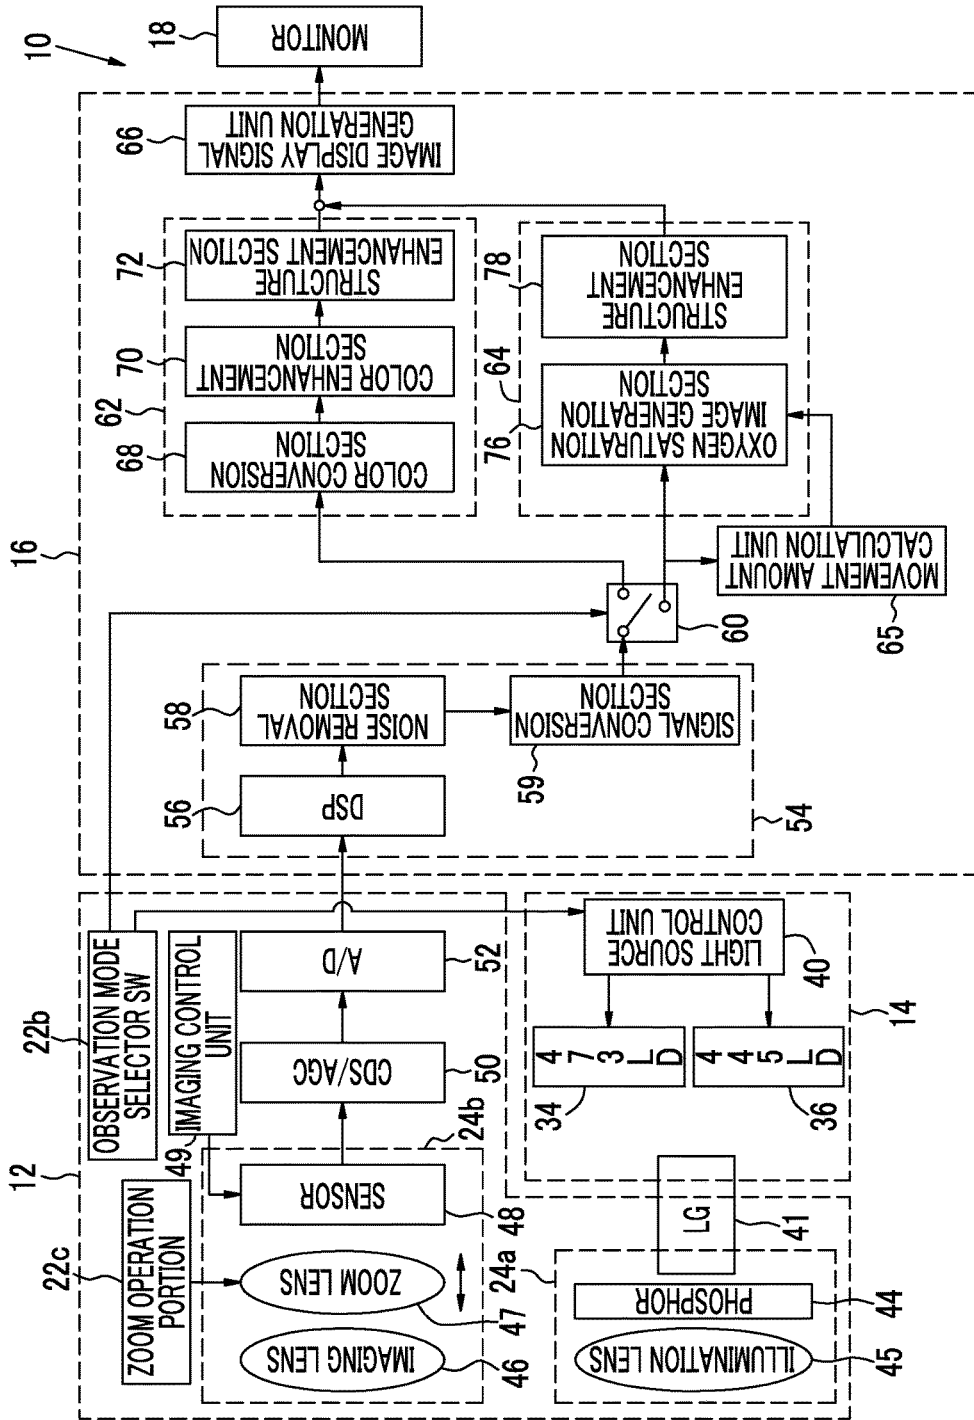 10
18
MONITOR
16
66
IMAGE DISPLAY SIGNAL
GENERATION UNIT
62
72
STRUCTURE
ENHANCEMENT SECTION
70
COLOR ENHANCEMENT
SECTION
68
COLOR CONVERSION
SECTION
64
78
STRUCTURE
ENHANCEMENT
SECTION
76
OXYGEN SATURATION
IMAGE GENERATION
SECTION
65
MOVEMENT AMOUNT
CALCULATION UNIT
60
54
58
NOISE REMOVAL
SECTION
59
SIGNAL CONVERSION
SECTION
56
DSP
12
22b
OBSERVATION MODE
SELECTOR SW
49
IMAGING CONTROL
UNIT
22c
ZOOM OPERATION
PORTION
A/D
52
CDS/AGC
50
24b
SENSOR
48
ZOOM LENS
47
IMAGING LENS
46
14
LIGHT SOURCE
CONTROL UNIT
40
473LD
34
445LD
36
LG
41
24a
PHOSPHOR
44
ILLUMINATION LENS
45